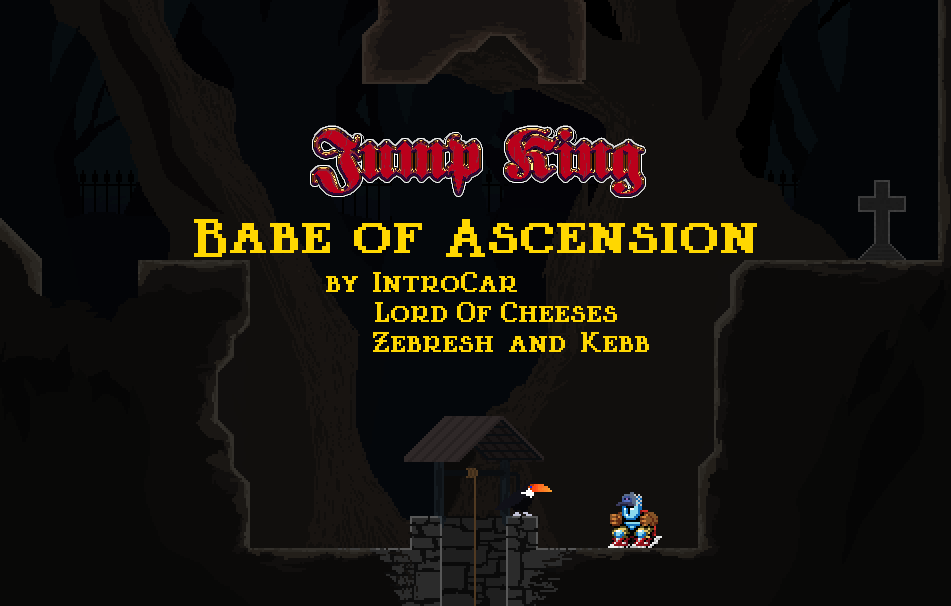 Jump King
Babe of Ascension
by IntroCar
Lord Of Cheeses
Zebresh and Kebb